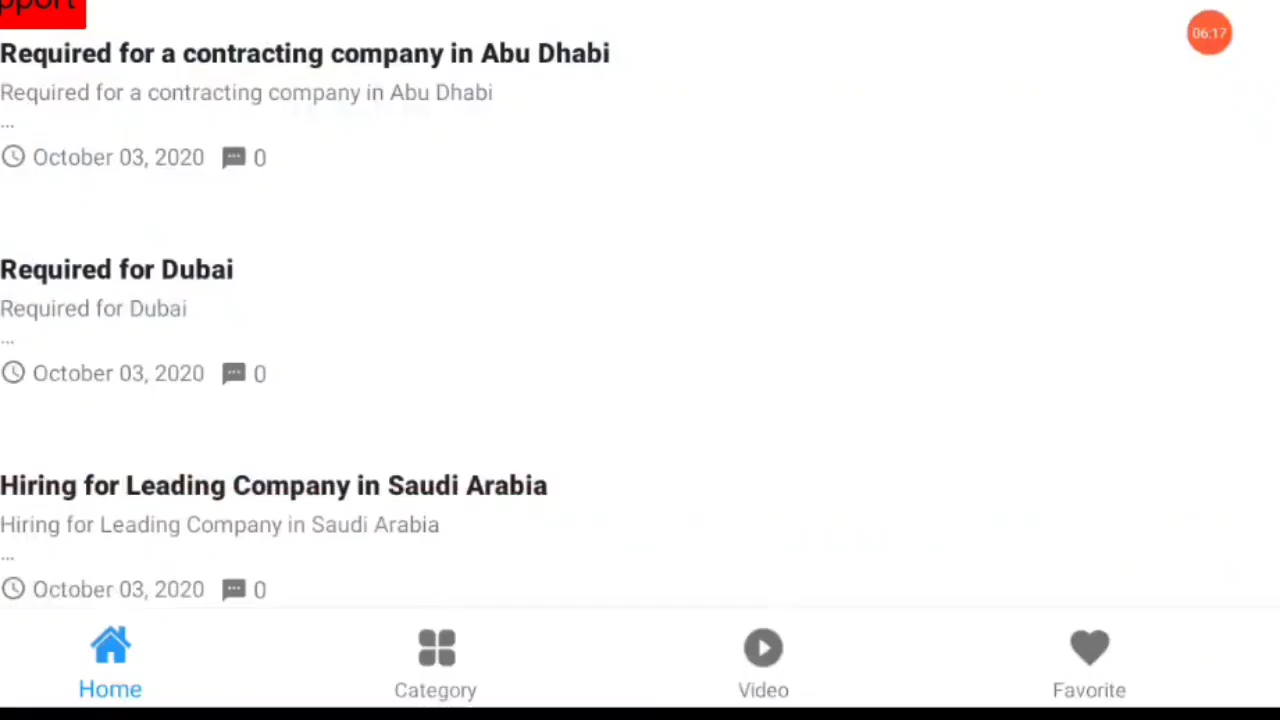 06:17
Required for a contracting company in Abu Dhabi
Required for a contracting company in Abu Dhabi
...
October 03, 2020 0
Required for Dubai
Required for Dubai
...
October 03, 2020 0
Hiring for Leading Company in Saudi Arabia
Hiring for Leading Company in Saudi Arabia
...
October 03, 2020 0
Home Category Video Favorite